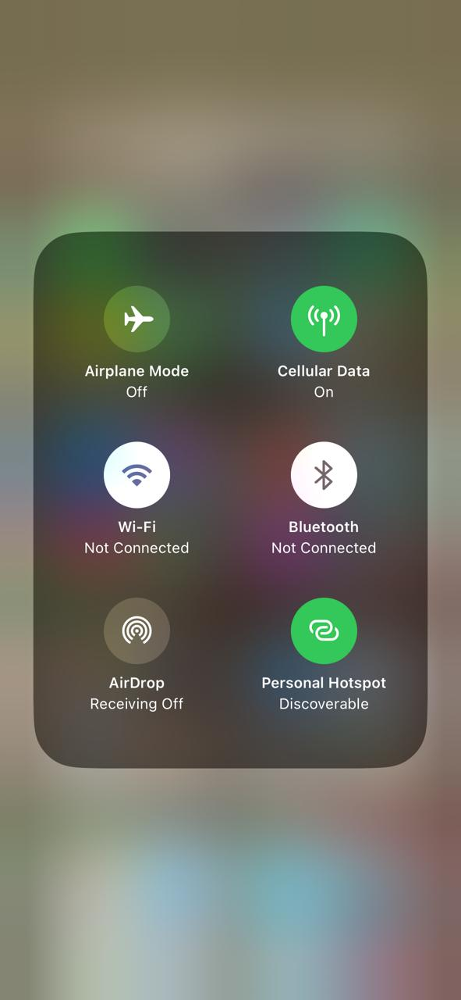 Airplane Mode
Off
Cellular Data
On
Wi-Fi
Not Connected
Bluetooth
Not Connected
AirDrop
Receiving Off
Personal Hotspot
Discoverable